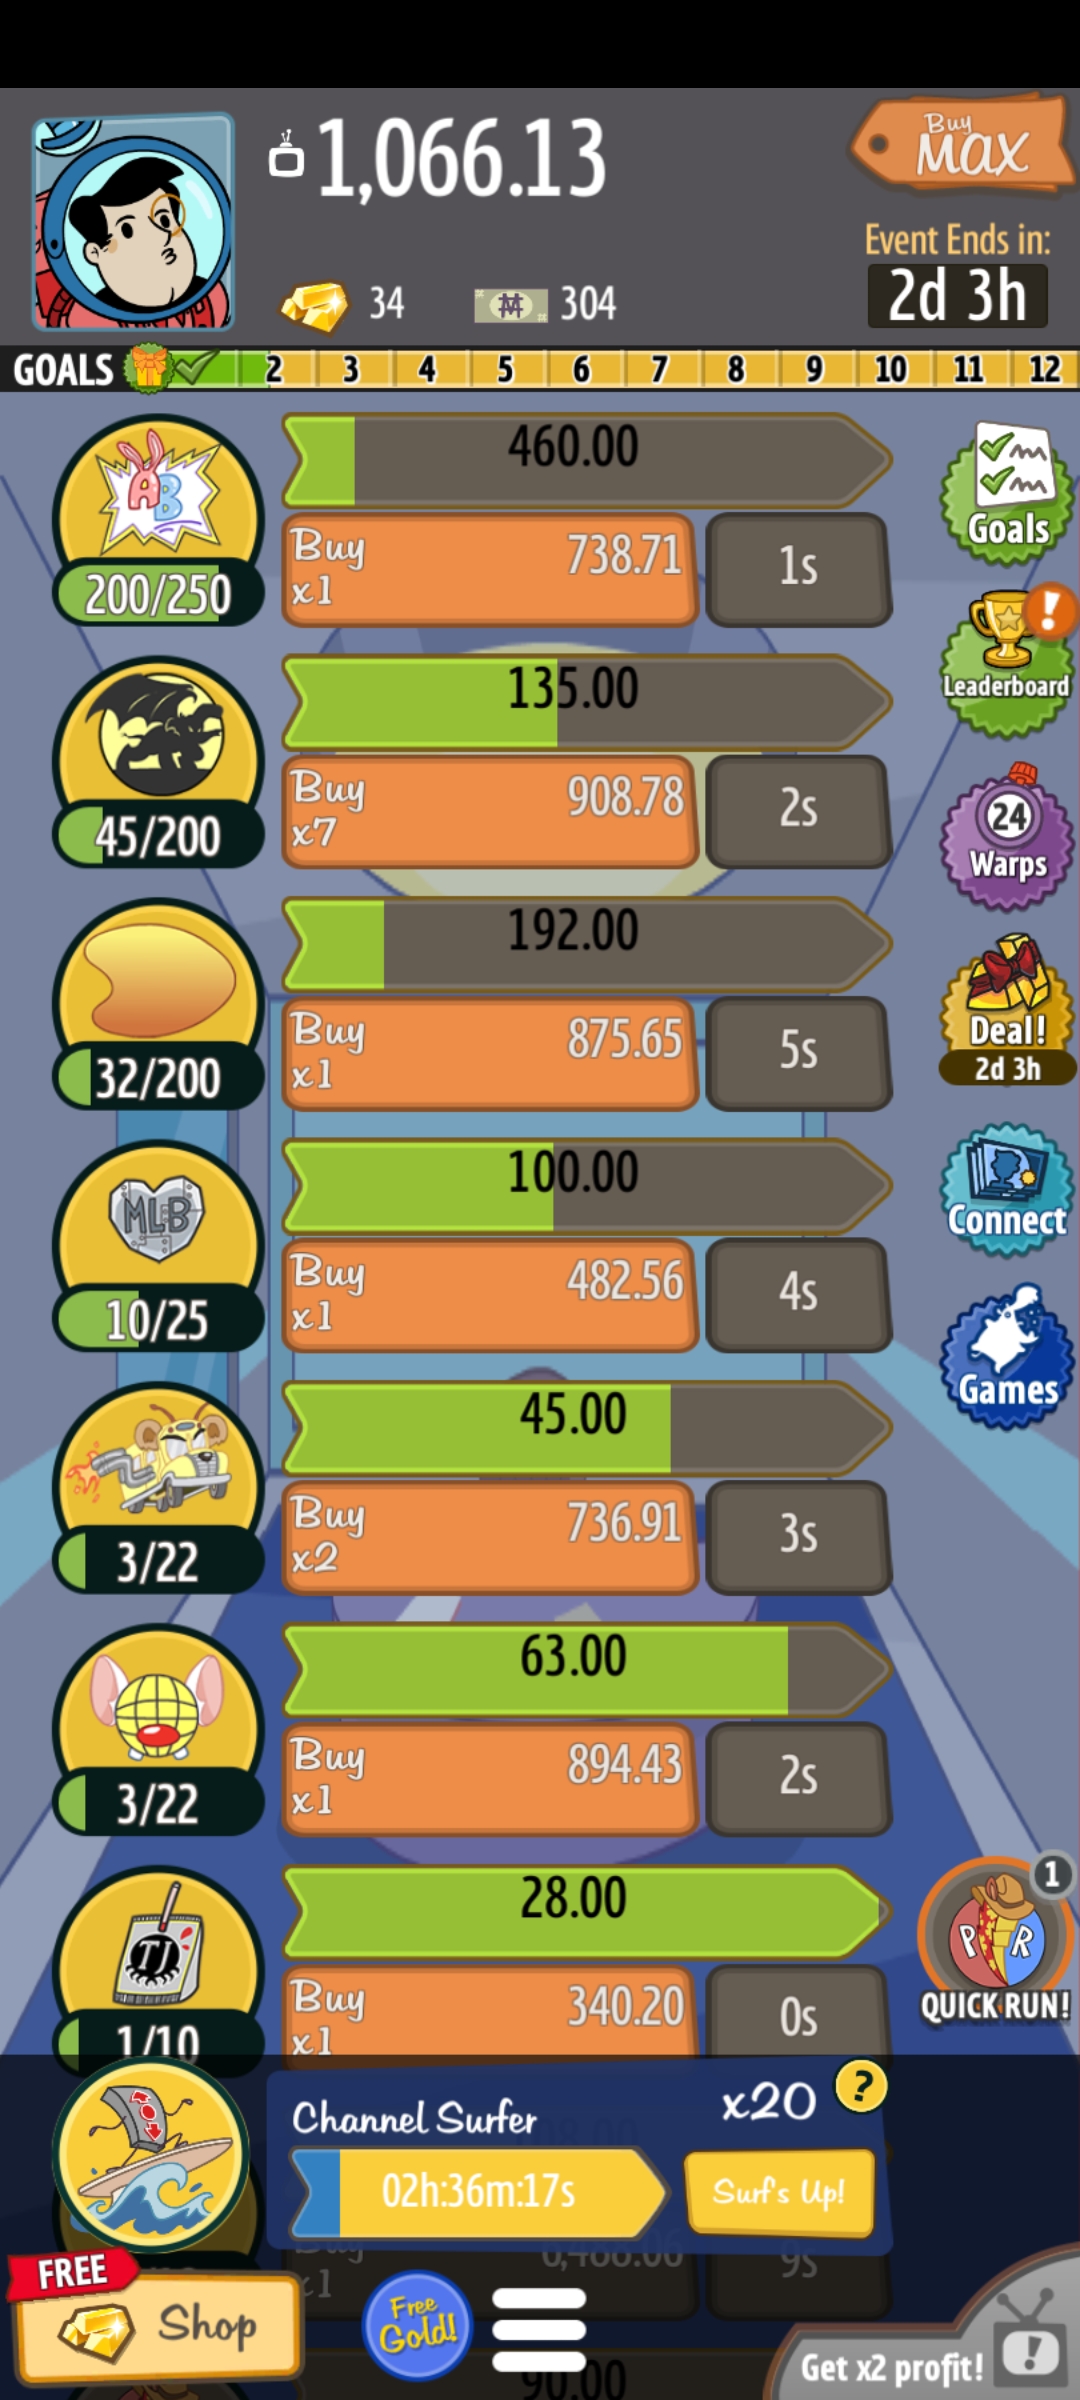 1,066.13
Buy
MAX
Event Ends in:
34
304
2d 3h
GOALS 2 3 4 5 6 7 8 9 10 11 12
AB
460.00
Buy
x1
738.71
1s
200/250
Goals
135.00
Buy
x7
908.78
2s
45/200
Leaderboard
192.00
Buy
x1
875.65
5s
32/200
24
Warps
MLB
100.00
Buy
x1
482.56
4s
10/25
Deal!
2d 3h
45.00
Buy
x2
736.91
3s
3/22
Connect
63.00
Buy
x1
894.43
2s
3/22
Games
TJ
28.00
Buy
x1
340.20
0s
1/10
1
P R
QUICK RUN!
Channel Surfer
x20
?
02h:36m:17s
Surf's Up!
Buy
x1
6,488.06
9s
FREE
Shop
Free
Gold!
90.00
Get x2 profit!